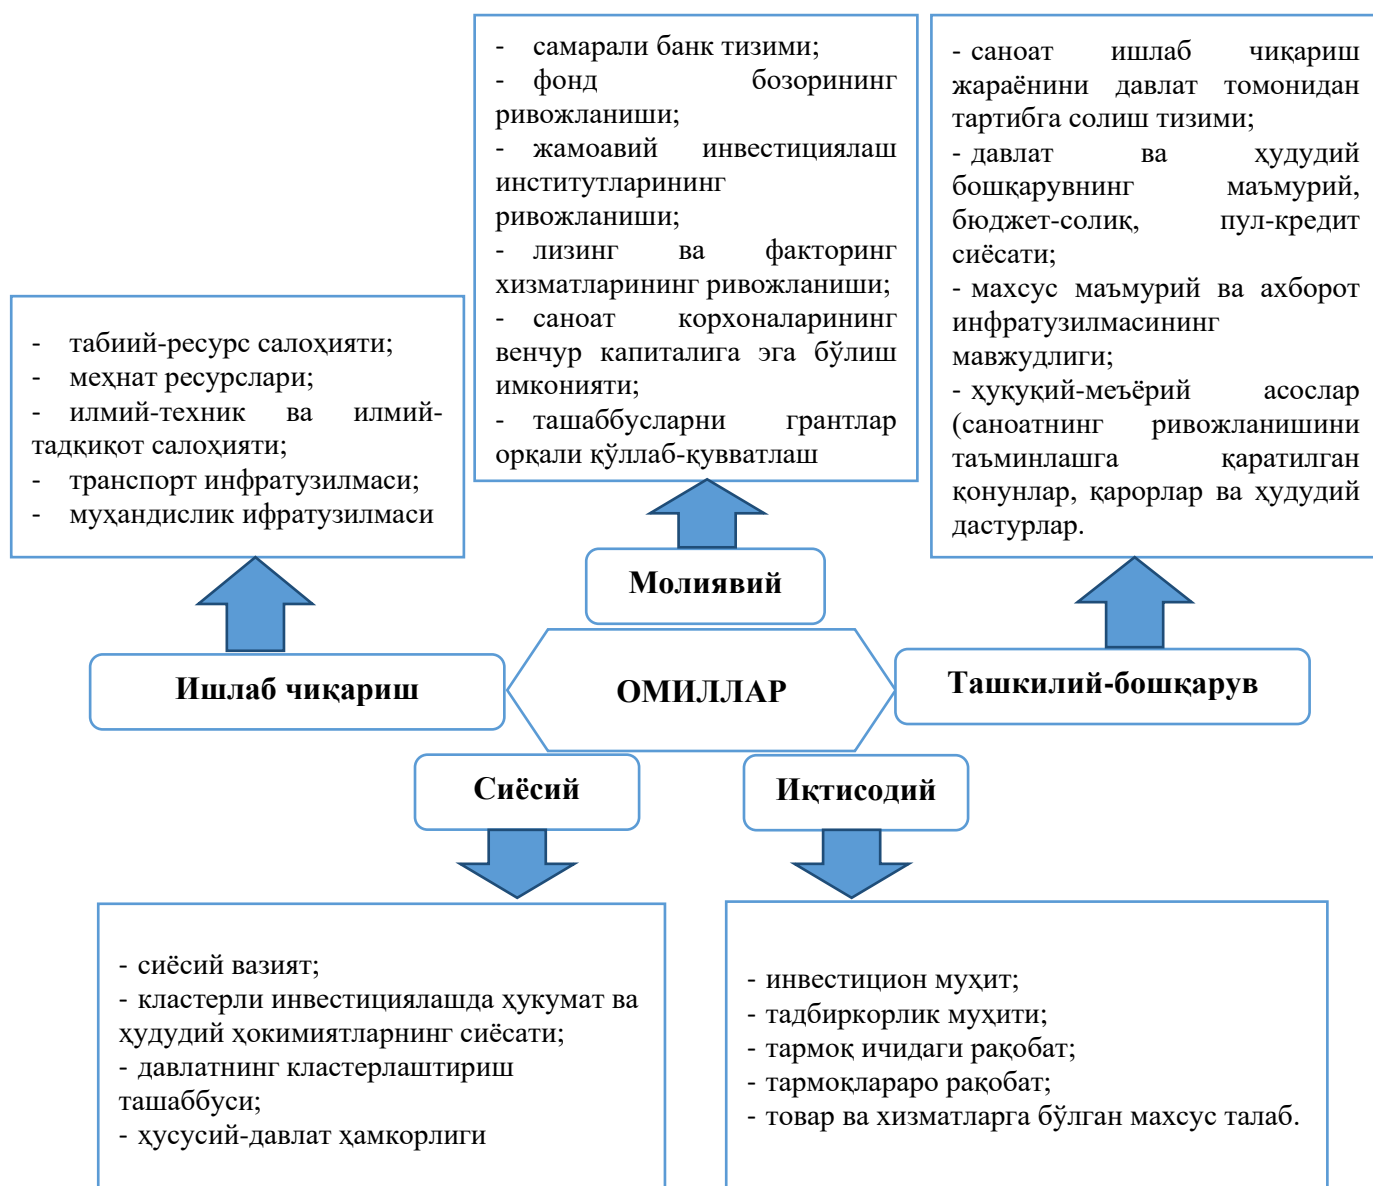 - самарали банк тизими;
- фонд бозорининг
ривожланиши;
- жамоавий инвестициялаш
институтларининг
ривожланиши;
- лизинг ва факторинг
хизматларининг ривожланиши;
- саноат корхоналарининг
венчур капиталига эга бўлиш
имконияти;
- ташаббусларни грантлар
орқали қўллаб-қувватлаш
- саноат ишлаб чиқариш
жараёнини давлат томонидан
тартибга солиш тизими;
- давлат ва ҳудудий
бошқарувнинг маъмурий,
бюджет-солиқ, пул-кредит
сиёсати;
- махсус маъмурий ва ахборот
инфратузилмасининг
мавжудлиги;
- ҳуқуқий-меъёрий асослар
(саноатнинг ривожланишини
таъминлашга қаратилган
қонунлар, қарорлар ва ҳудудий
дастурлар.
- табиий-ресурс салоҳияти;
- меҳнат ресурслари;
- илмий-техник ва илмий-
тадқиқот салоҳияти;
- транспорт инфратузилмаси;
- муҳандислик ифратузилмаси
Молиявий
Ишлаб чиқариш
ОМИЛЛАР
Ташкилий-бошқарув
Сиёсий
Иқтисодий
- сиёсий вазият;
- кластерли инвестициялашда ҳукумат ва
ҳудудий ҳокимиятларнинг сиёсати;
- давлатнинг кластерлаштириш
ташаббуси;
- ҳусусий-давлат ҳамкорлиги
- инвестицион муҳит;
- тадбиркорлик муҳити;
- тармоқ ичидаги рақобат;
- тармоқлараро рақобат;
- товар ва хизматларга бўлган махсус талаб.